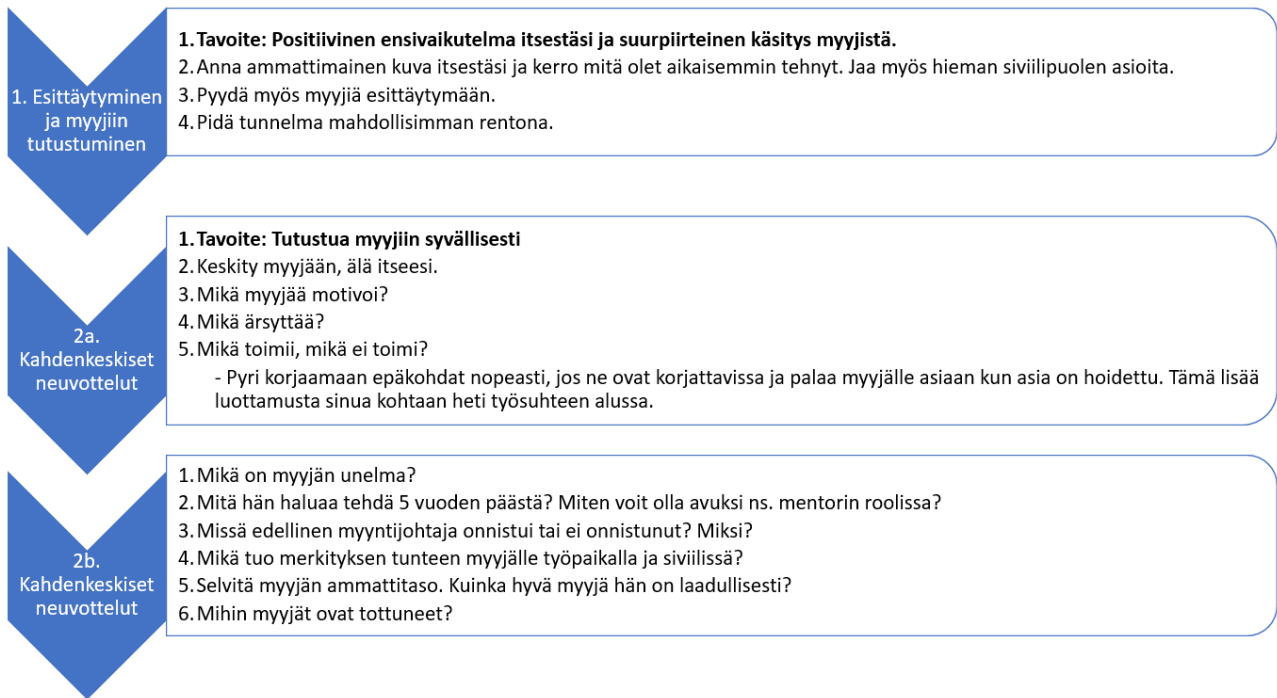 1. Esittäytyminen
ja myyjiin
tutustuminen
1. Tavoite: Positiivinen ensivaikutelma itsestäsi ja suurpiirteinen käsitys myyjistä.
2. Anna ammattimainen kuva itsestäsi ja kerro mitä olet aikaisemmin tehnyt. Jaa myös hieman siviilipuolen asioita.
3. Pyydä myös myyjiä esittäytymään.
4. Pidä tunnelma mahdollisimman rentona.
2a.
Kahdenkeskiset
neuvottelut
1. Tavoite: Tutustua myyjiin syvällisesti
2. Keskity myyjään, älä itseesi.
3. Mikä myyjää motivoi?
4. Mikä ärsyttää?
5. Mikä toimii, mikä ei toimi?
- Pyri korjaamaan epäkohdat nopeasti, jos ne ovat korjattavissa ja palaa myyjälle asiaan kun asia on hoidettu. Tämä lisää
luottamusta sinua kohtaan heti työsuhteen alussa.
2b.
Kahdenkeskiset
neuvottelut
1. Mikä on myyjän unelma?
2. Mitä hän haluaa tehdä 5 vuoden päästä? Miten voit olla avuksi ns. mentorin roolissa?
3. Missä edellinen myyntijohtaja onnistui tai ei onnistunut? Miksi?
4. Mikä tuo merkityksen tunteen myyjälle työpaikalla ja siviilissä?
5. Selvitä myyjän ammattitaso. Kuinka hyvä myyjä hän on laadullisesti?
6. Mihin myyjät ovat tottuneet?